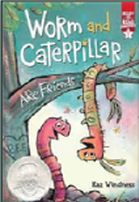 WORM and
CATERPILLAR
ARE FRIENDS
Kaz Windness